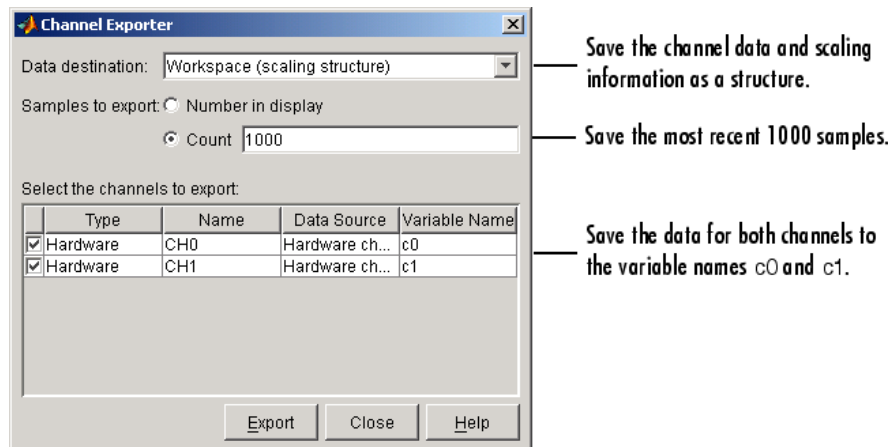 Channel Exporter
Data destination: Workspace (scaling structure)
Save the channel data and scaling
information as a structure.
Samples to export: Number in display
Count 1000
Save the most recent 1000 samples.
Select the channels to export:
Type Name Data Source Variable Name
Hardware CH0 Hardware ch... c0
Hardware CH1 Hardware ch... c1
Save the data for both channels to
the variable names c0 and c1.
Export Close Help